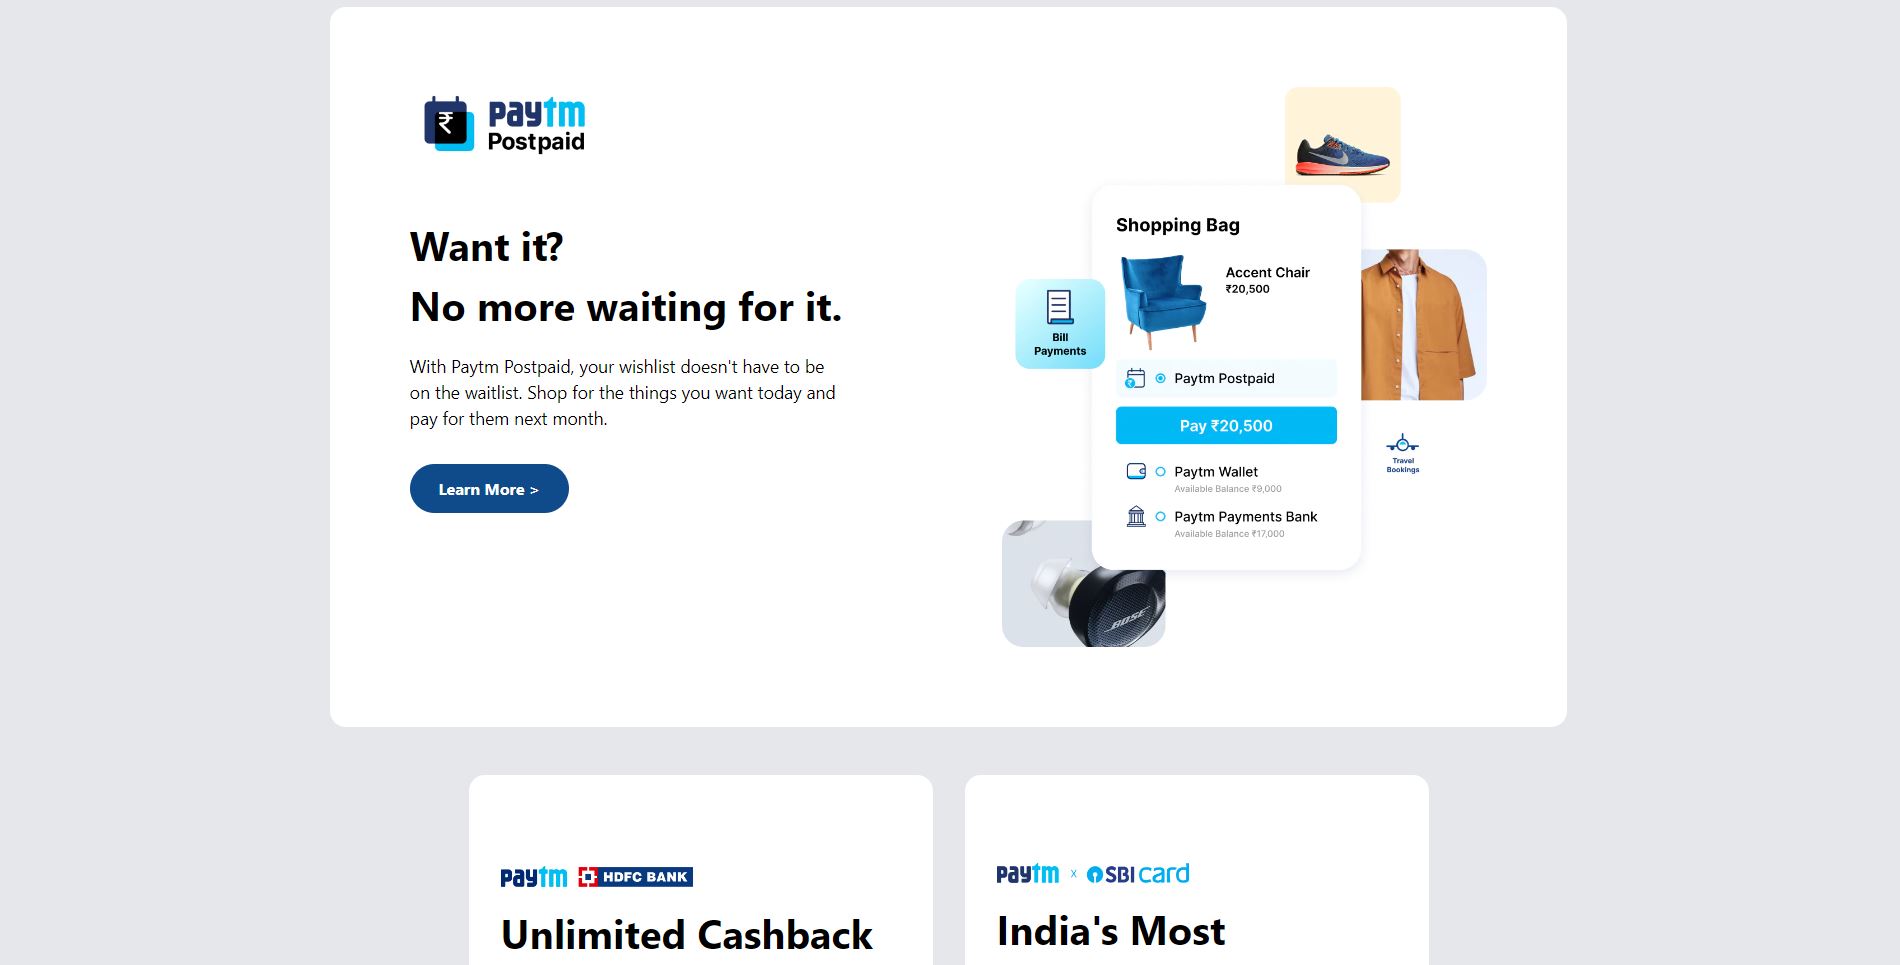 paytm
Postpaid
Want it?
No more waiting for it.
With Paytm Postpaid, your wishlist doesn't have to be
on the waitlist. Shop for the things you want today and
pay for them next month.
Learn More >
Shopping Bag
Accent Chair
₹20,500
Bill
Payments
Paytm Postpaid
Pay ₹20,500
Paytm Wallet
Available Balance ₹9,000
Paytm Payments Bank
Available Balance ₹17,000
Travel
Bookings
BOSE
paytm HDFC BANK
Unlimited Cashback
paytm x SBI card
India's Most